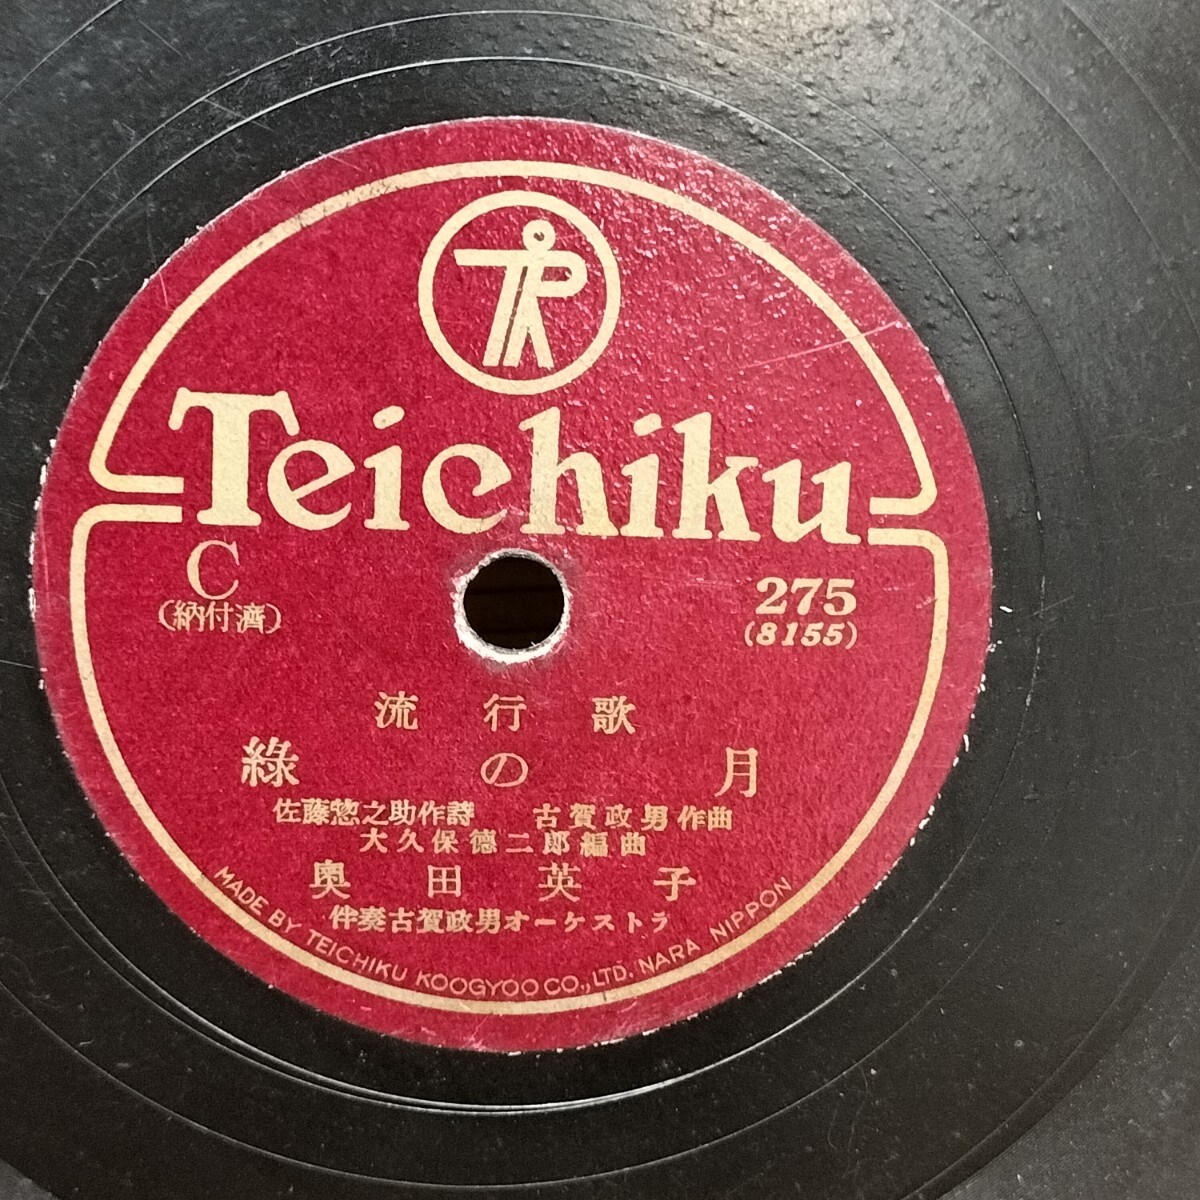 Teichiku
C
(納付濟)
275
(8155)
流行歌
綠の月
佐藤惣之助作詩 古賀政男作曲
大久保德二郎編曲
奥田英子
伴奏古賀政男オーケストラ
MADE BY TEICHIKU KOOGYOO CO., LTD. NARA NIPPON